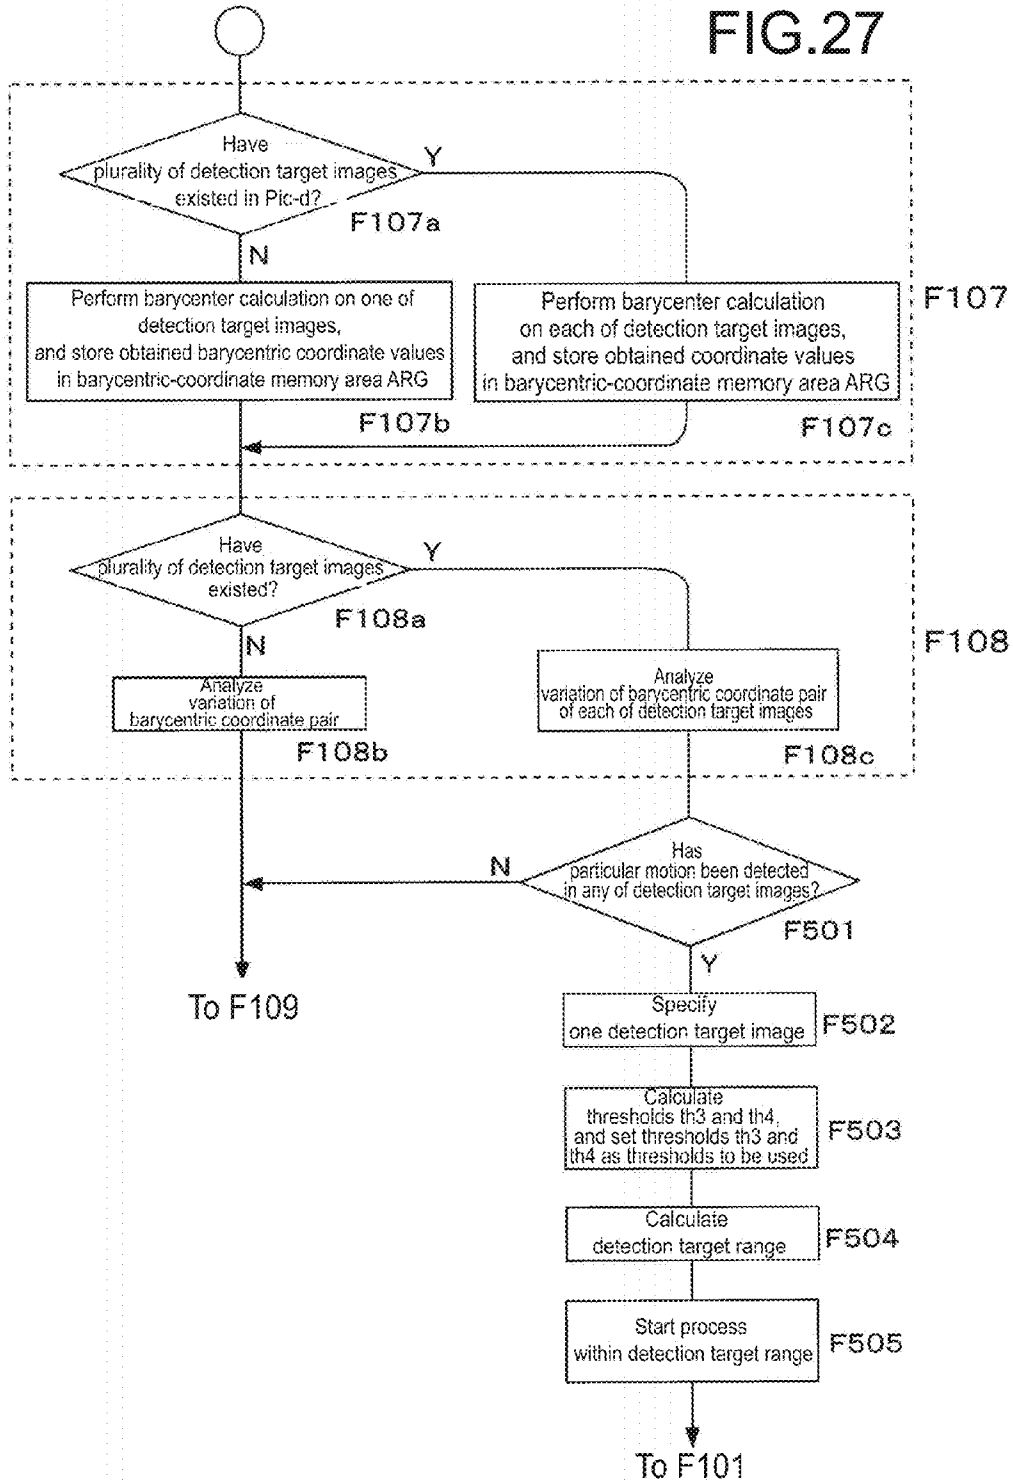 FIG.27
Have
plurality of detection target images
existed in Pic-d?
Y
F107a
N
Perform barycenter calculation on one of
detection target images,
and store obtained barycentric coordinate values
in barycentric-coordinate memory area ARG
F107b
Perform barycenter calculation
on each of detection target images,
and store obtained coordinate values
in barycentric-coordinate memory area ARG
F107c
F107
Have
plurality of detection target images
existed?
Y
F108a
N
Analyze
variation of
barycentric coordinate pair
F108b
Analyze
variation of barycentric coordinate pair
of each of detection target images
F108c
F108
Has
particular motion been detected
in any of detection target images?
N
F501
Y
To F109
Specify
one detection target image
F502
Calculate
thresholds th3 and th4,
and set thresholds th3 and
th4 as thresholds to be used
F503
Calculate
detection target range
F504
Start process
within detection target range
F505
To F101